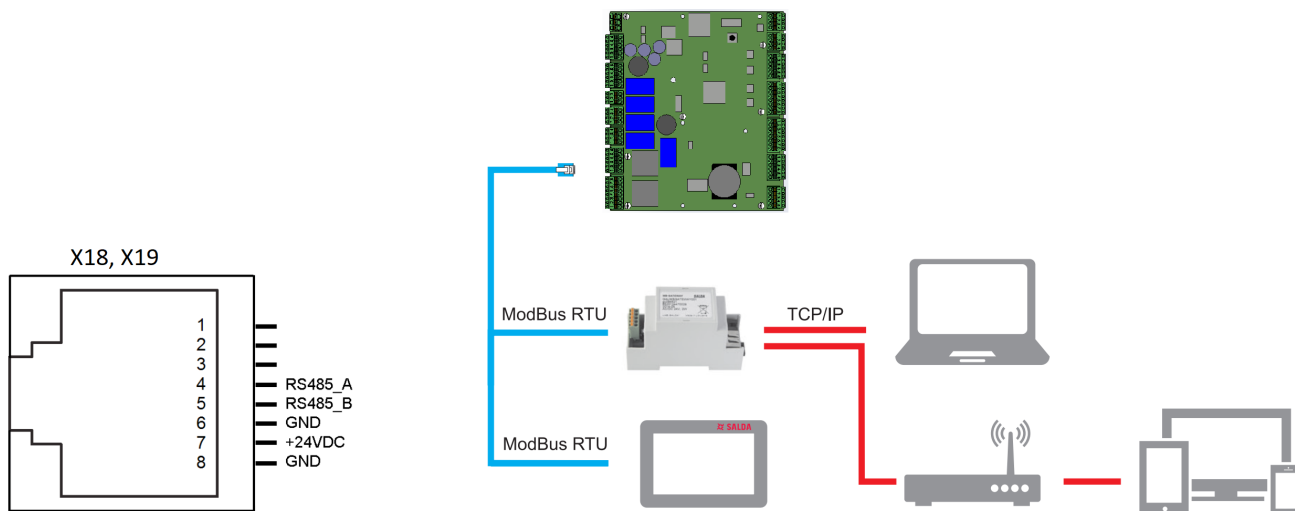 X18, X19
1
2
3
4 RS485_A
5 RS485_B
6 GND
7 +24VDC
8 GND
ModBus RTU
TCP/IP
SALDA
ModBus RTU